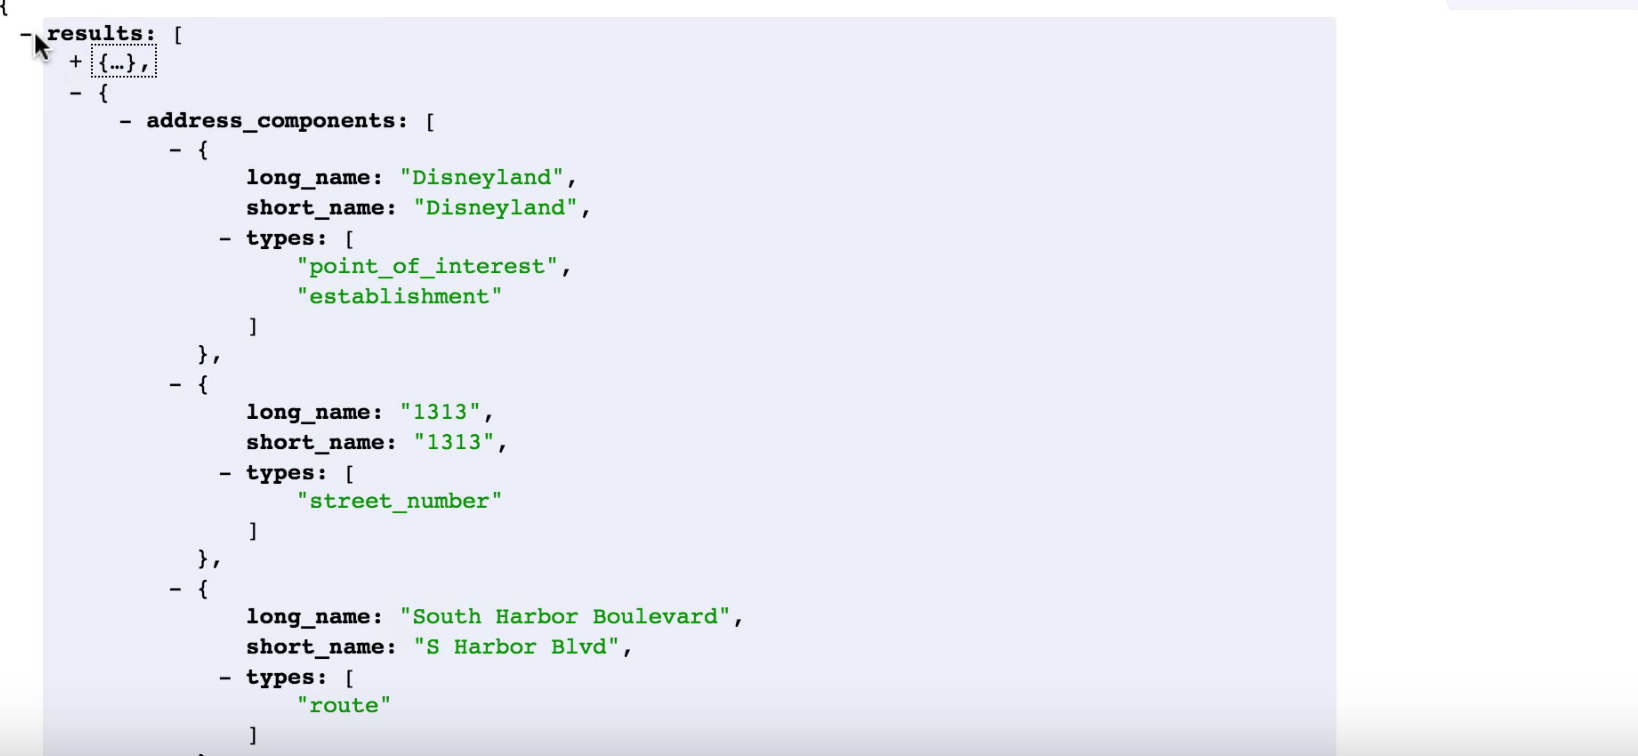 {
- results: [
+ {…},
- {
- address_components: [
- {
long_name: "Disneyland",
short_name: "Disneyland",
- types: [
"point_of_interest",
"establishment"
]
},
- {
long_name: "1313",
short_name: "1313",
- types: [
"street_number"
]
},
- {
long_name: "South Harbor Boulevard",
short_name: "S Harbor Blvd",
- types: [
"route"
]